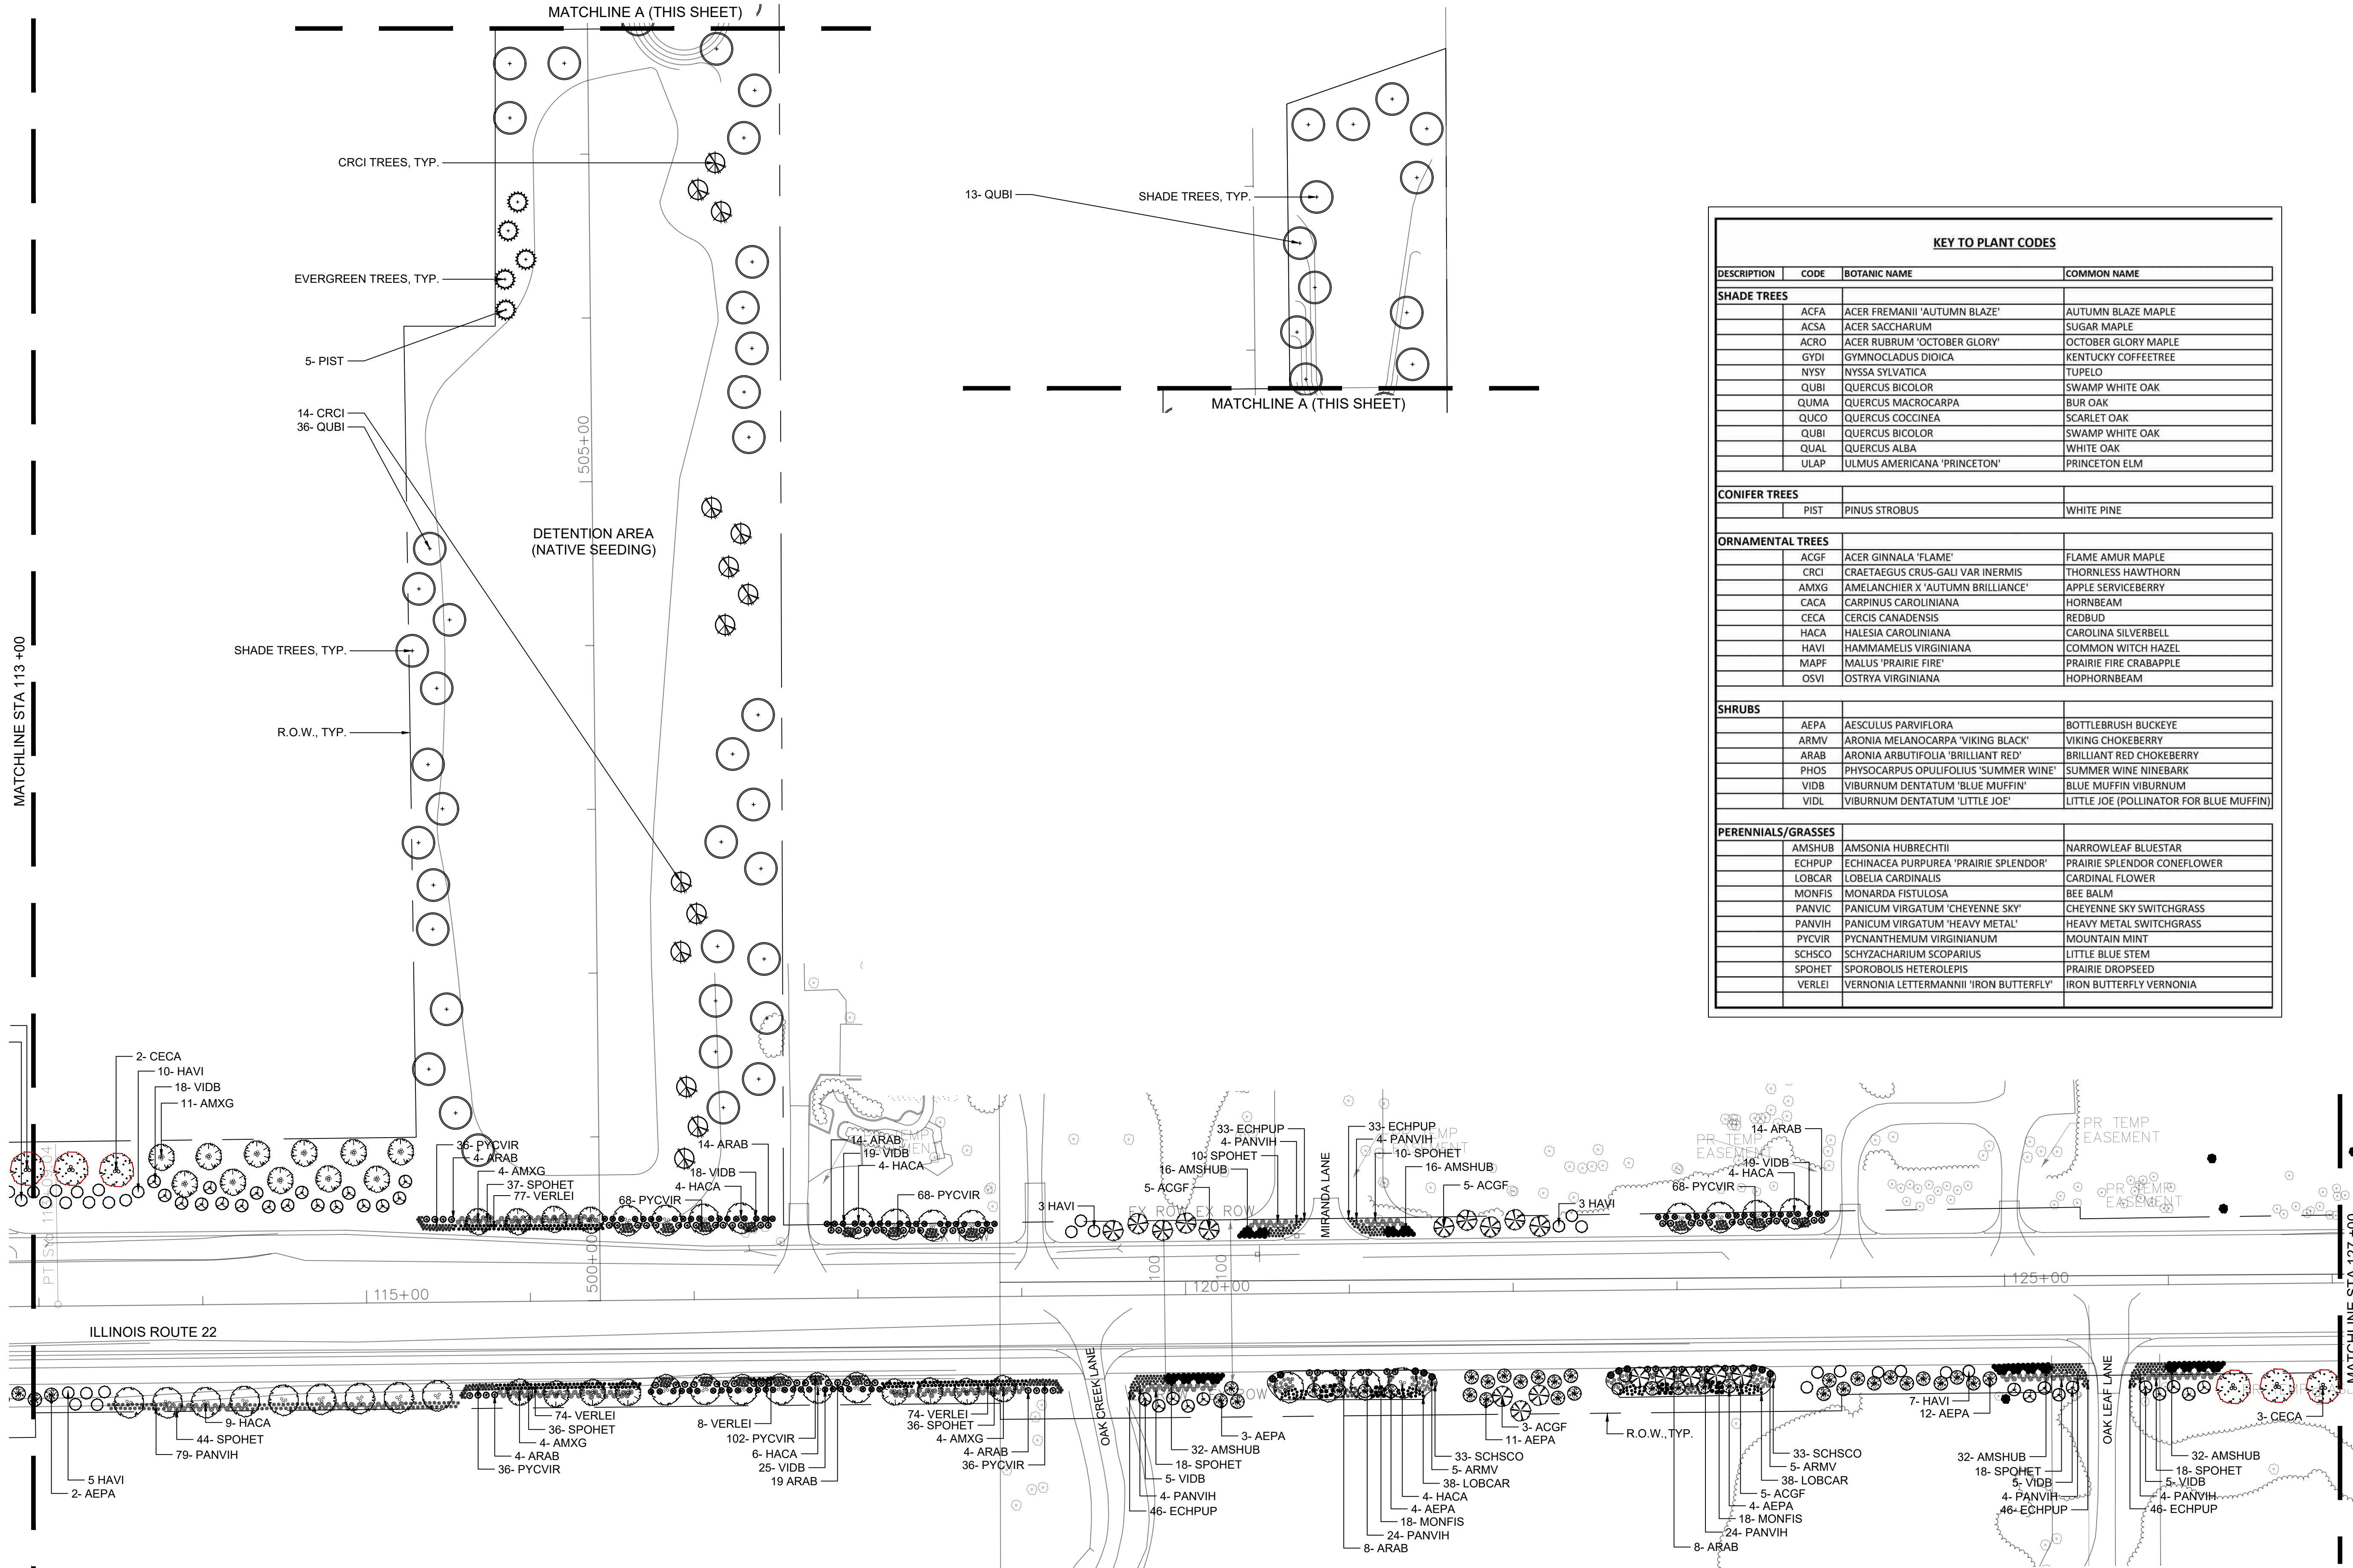 MATCHLINE A (THIS SHEET)
CRCI TREES, TYP.
EVERGREEN TREES, TYP.
5- PIST
14- CRCI
36- QUBI
505+00
DETENTION AREA
(NATIVE SEEDING)
SHADE TREES, TYP.
R.O.W., TYP.
MATCHLINE STA 113 +00
13- QUBI
SHADE TREES, TYP.
MATCHLINE A (THIS SHEET)
KEY TO PLANT CODES
DESCRIPTION CODE BOTANIC NAME COMMON NAME
SHADE TREES
ACFA ACER FREMANII 'AUTUMN BLAZE' AUTUMN BLAZE MAPLE
ACSA ACER SACCHARUM SUGAR MAPLE
ACRO ACER RUBRUM 'OCTOBER GLORY' OCTOBER GLORY MAPLE
GYDI GYMNOCLADUS DIOICA KENTUCKY COFFEETREE
NYSY NYSSA SYLVATICA TUPELO
QUBI QUERCUS BICOLOR SWAMP WHITE OAK
QUMA QUERCUS MACROCARPA BUR OAK
QUCO QUERCUS COCCINEA SCARLET OAK
QUBI QUERCUS BICOLOR SWAMP WHITE OAK
QUAL QUERCUS ALBA WHITE OAK
ULAP ULMUS AMERICANA 'PRINCETON' PRINCETON ELM
CONIFER TREES
PIST PINUS STROBUS WHITE PINE
ORNAMENTAL TREES
ACGF ACER GINNALA 'FLAME' FLAME AMUR MAPLE
CRCI CRAETAEGUS CRUS-GALI VAR INERMIS THORNLESS HAWTHORN
AMXG AMELANCHIER X 'AUTUMN BRILLIANCE' APPLE SERVICEBERRY
CACA CARPINUS CAROLINIANA HORNBEAM
CECA CERCIS CANADENSIS REDBUD
HACA HALESIA CAROLINIANA CAROLINA SILVERBELL
HAVI HAMMAMELIS VIRGINIANA COMMON WITCH HAZEL
MAPF MALUS 'PRAIRIE FIRE' PRAIRIE FIRE CRABAPPLE
OSVI OSTRYA VIRGINIANA HOPHORNBEAM
SHRUBS
AEPA AESCULUS PARVIFLORA BOTTLEBRUSH BUCKEYE
ARMV ARONIA MELANOCARPA 'VIKING BLACK' VIKING CHOKEBERRY
ARAB ARONIA ARBUTIFOLIA 'BRILLIANT RED' BRILLIANT RED CHOKEBERRY
PHOS PHYSOCARPUS OPULIFOLIUS 'SUMMER WINE' SUMMER WINE NINEBARK
VIDB VIBURNUM DENTATUM 'BLUE MUFFIN' BLUE MUFFIN VIBURNUM
VIDL VIBURNUM DENTATUM 'LITTLE JOE' LITTLE JOE (POLLINATOR FOR BLUE MUFFIN)
PERENNIALS/GRASSES
AMSHUB AMSONIA HUBRECHTII NARROWLEAF BLUESTAR
ECHPUP ECHINACEA PURPUREA 'PRAIRIE SPLENDOR' PRAIRIE SPLENDOR CONEFLOWER
LOBCAR LOBELIA CARDINALIS CARDINAL FLOWER
MONFIS MONARDA FISTULOSA BEE BALM
PANVIC PANICUM VIRGATUM 'CHEYENNE SKY' CHEYENNE SKY SWITCHGRASS
PANVIH PANICUM VIRGATUM 'HEAVY METAL' HEAVY METAL SWITCHGRASS
PYCVIR PYCNANTHEMUM VIRGINIANUM MOUNTAIN MINT
SCHSCO SCHYZACHARIUM SCOPARIUS LITTLE BLUE STEM
SPOHET SPOROBOLIS HETEROLEPIS PRAIRIE DROPSEED
VERLEI VERNONIA LETTERMANNII 'IRON BUTTERFLY' IRON BUTTERFLY VERNONIA
2- CECA
10- HAVI
18- VIDB
11- AMXG
36- PYCVIR
4- ARAB
4- AMXG
37- SPOHET
77- VERLEI
14- ARAB
18- VIDB
4- HACA
68- PYCVIR
14- ARAB
19- VIDB
4- HACA
68- PYCVIR
TEMP
3 HAVI
5- ACGF
EX ROW EX ROW
33- ECHPUP
4- PANVIH
10- SPOHET
16- AMSHUB
MIRANDA LANE
33- ECHPUP
4- PANVIH
10- SPOHET
16- AMSHUB
TEMP
5- ACGF
3 HAVI
PR TEMP
EASEMENT
14- ARAB
19- VIDB
4- HACA
68- PYCVIR
PR TEMP
EASEMENT
PR TEMP
EASEMENT
MATCHLINE STA 127 +00
500+00
100
100
115+00
120+00
125+00
ILLINOIS ROUTE 22
OAK CREEK LANE
OAK LEAF LANE
5 HAVI
2- AEPA
9- HACA
44- SPOHET
79- PANVIH
74- VERLEI
36- SPOHET
4- AMXG
4- ARAB
36- PYCVIR
8- VERLEI
102- PYCVIR
6- HACA
25- VIDB
19 ARAB
74- VERLEI
36- SPOHET
4- AMXG
4- ARAB
36- PYCVIR
ROW
3- AEPA
32- AMSHUB
18- SPOHET
5- VIDB
4- PANVIH
46- ECHPUP
33- SCHSCO
5- ARMV
38- LOBCAR
4- HACA
4- AEPA
18- MONFIS
24- PANVIH
8- ARAB
3- ACGF
11- AEPA
R.O.W.,TYP.
33- SCHSCO
5- ARMV
38- LOBCAR
5- ACGF
4- AEPA
18- MONFIS
24- PANVIH
8- ARAB
7- HAVI
12- AEPA
32- AMSHUB
18- SPOHET
5- VIDB
4- PANVIH
46- ECHPUP
32- AMSHUB
18- SPOHET
5- VIDB
4- PANVIH
46- ECHPUP
3- CECA